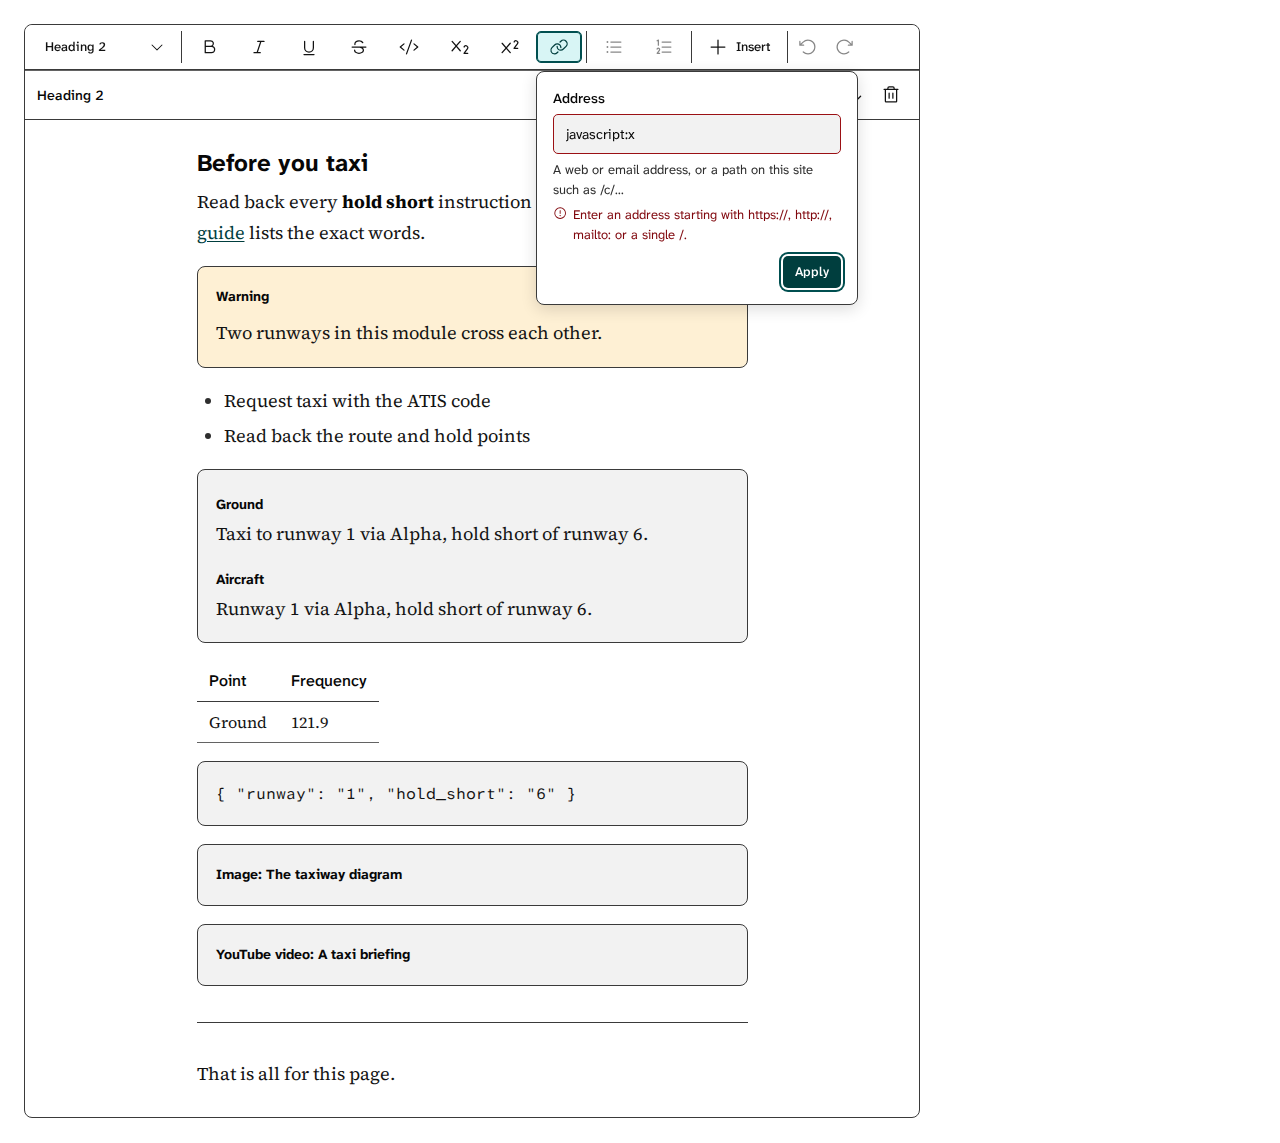 Heading 2
Insert
Heading 2
Address
javascript:x
A web or email address, or a path on this site
such as /c/...
Enter an address starting with https://, http://,
mailto: or a single /.
Apply
Before you taxi
Read back every hold short instruction
guide lists the exact words.
Warning
Two runways in this module cross each other.
Request taxi with the ATIS code
Read back the route and hold points
Ground
Taxi to runway 1 via Alpha, hold short of runway 6.
Aircraft
Runway 1 via Alpha, hold short of runway 6.
Point Frequency
Ground 121.9
{ "runway": "1", "hold_short": "6" }
Image: The taxiway diagram
YouTube video: A taxi briefing
That is all for this page.